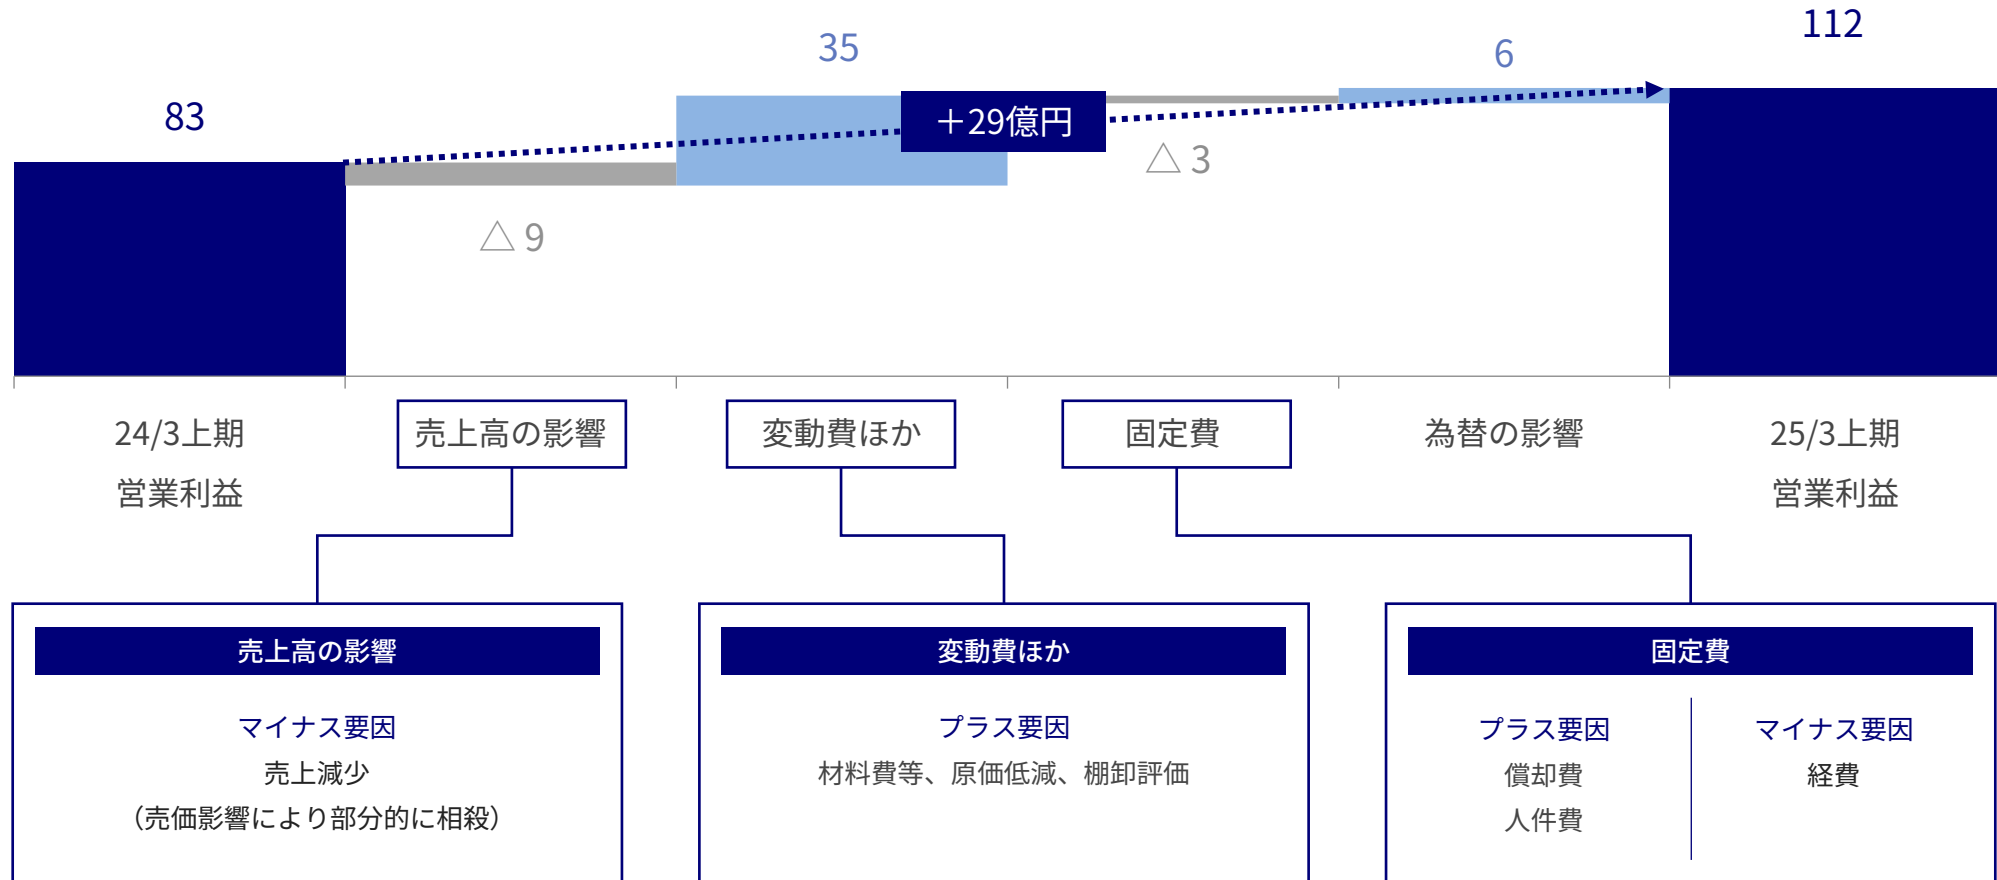 83
35
6
112
＋29億円
△ 9
△ 3
24/3上期
営業利益
売上高の影響
変動費ほか
固定費
為替の影響
25/3上期
営業利益
売上高の影響
マイナス要因
売上減少
（売価影響により部分的に相殺）
変動費ほか
プラス要因
材料費等、原価低減、棚卸評価
固定費
プラス要因
償却費
人件費
マイナス要因
経費